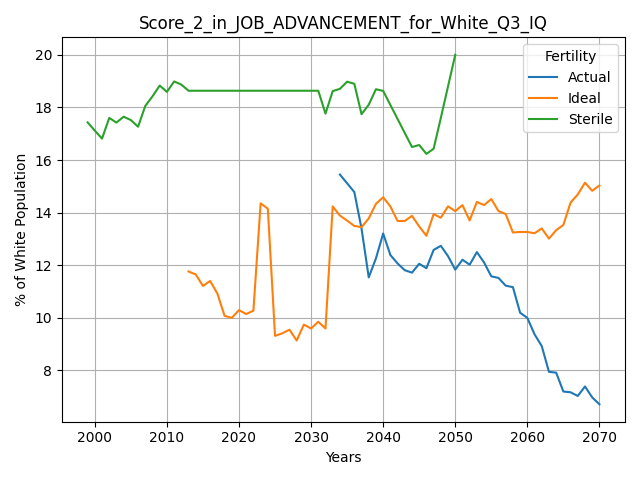 Score_2_in_JOB_ADVANCEMENT_for_White_Q3_IQ
Fertility
Actual
Ideal
Sterile
% of White Population
20
18
16
14
12
10
8
2000 2010 2020 2030 2040 2050 2060 2070
Years